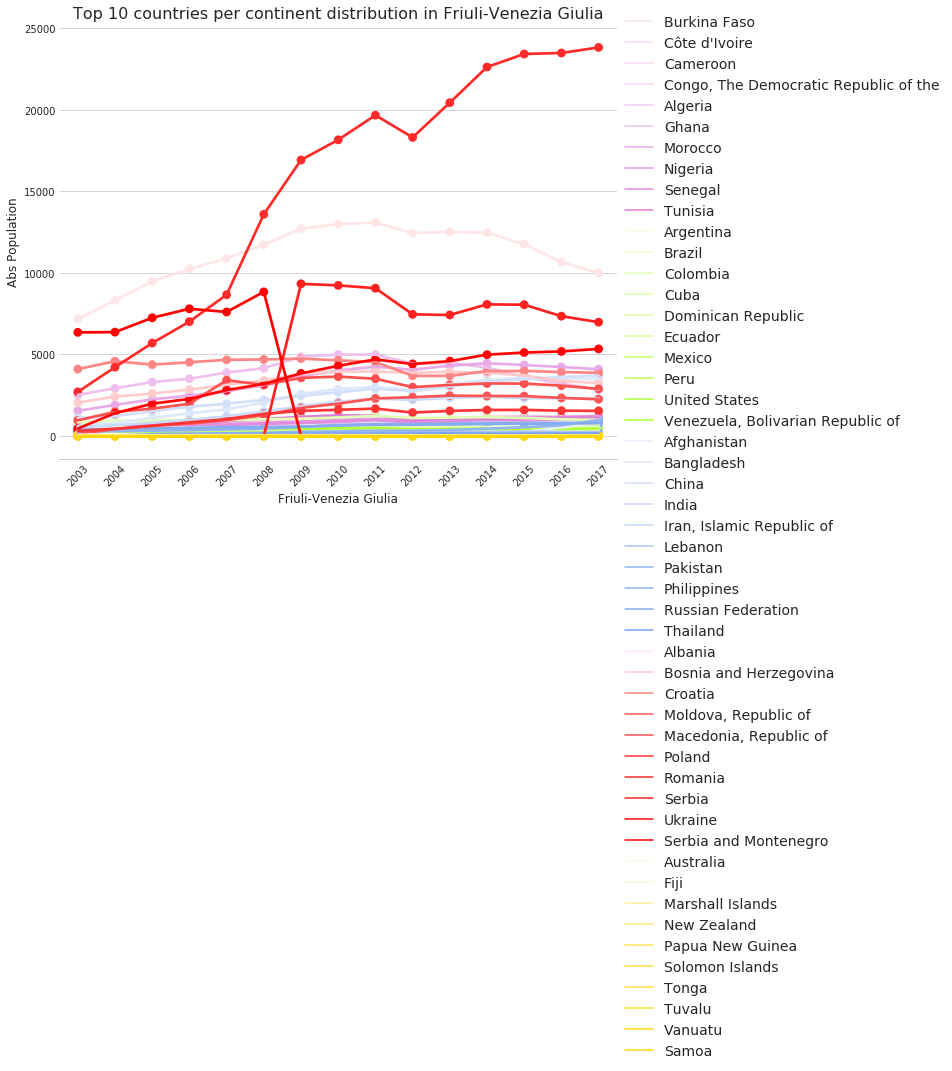 Top 10 countries per continent distribution in Friuli-Venezia Giulia
25000
20000
15000
10000
5000
0
Abs Population
2003
2004
2005
2006
2007
2008
2009
2010
2011
2012
2013
2014
2015
2016
2017
Friuli-Venezia Giulia
Burkina Faso
Côte d'Ivoire
Cameroon
Congo, The Democratic Republic of the
Algeria
Ghana
Morocco
Nigeria
Senegal
Tunisia
Argentina
Brazil
Colombia
Cuba
Dominican Republic
Ecuador
Mexico
Peru
United States
Venezuela, Bolivarian Republic of
Afghanistan
Bangladesh
China
India
Iran, Islamic Republic of
Lebanon
Pakistan
Philippines
Russian Federation
Thailand
Albania
Bosnia and Herzegovina
Croatia
Moldova, Republic of
Macedonia, Republic of
Poland
Romania
Serbia
Ukraine
Serbia and Montenegro
Australia
Fiji
Marshall Islands
New Zealand
Papua New Guinea
Solomon Islands
Tonga
Tuvalu
Vanuatu
Samoa